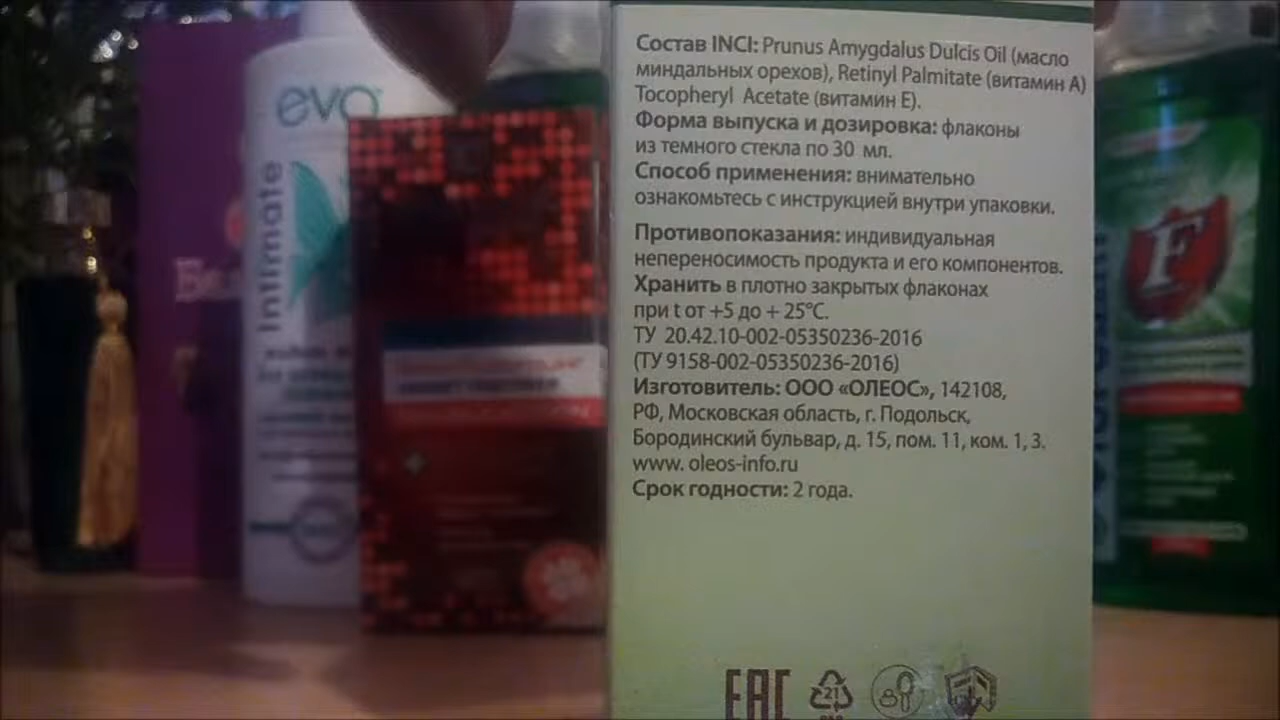 Состав INCI: Prunus Amygdalus Dulcis Oil (масло
миндальных орехов), Retinyl Palmitate (витамин А)
Tocopheryl Acetate (витамин Е).
Форма выпуска и дозировка: флаконы
из темного стекла по 30 мл.
Способ применения: внимательно
ознакомьтесь с инструкцией внутри упаковки.
Противопоказания: индивидуальная
непереносимость продукта и его компонентов.
Хранить в плотно закрытых флаконах
при t от +5 до + 25°С.
ТУ 20.42.10-002-05350236-2016
(ТУ 9158-002-05350236-2016)
Изготовитель: ООО «ОЛЕОС», 142108,
РФ, Московская область, г. Подольск,
Бородинский бульвар, д. 15, пом. 11, ком. 1, 3.
www. oleos-info.ru
Срок годности: 2 года.
EAC
21
evo
Intimate
F